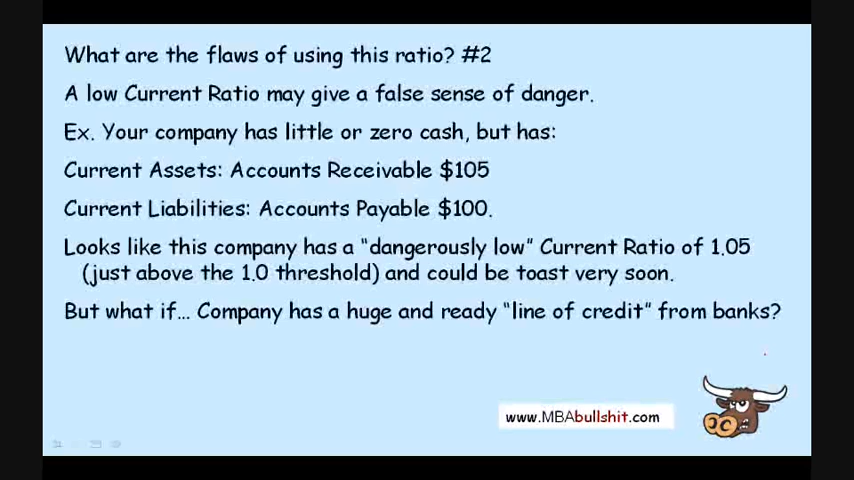 What are the flaws of using this ratio? #2
A low Current Ratio may give a false sense of danger.
Ex. Your company has little or zero cash, but has:
Current Assets: Accounts Receivable $105
Current Liabilities: Accounts Payable $100.
Looks like this company has a “dangerously low” Current Ratio of 1.05
(just above the 1.0 threshold) and could be toast very soon.
But what if... Company has a huge and ready “line of credit” from banks?
www.MBAbullshit.com